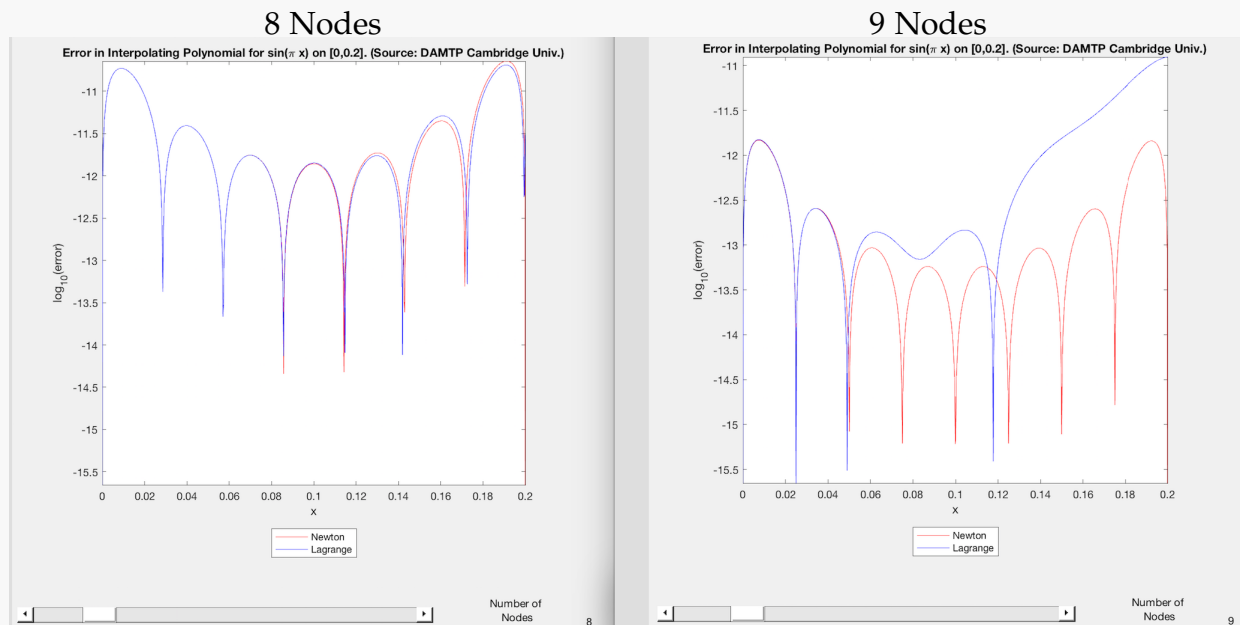 8 Nodes
Error in Interpolating Polynomial for sin(π x) on [0,0.2]. (Source: DAMTP Cambridge Univ.)
-11
-11.5
-12
-12.5
-13
-13.5
-14
-14.5
-15
-15.5
log10(error)
0 0.02 0.04 0.06 0.08 0.1 0.12 0.14 0.16 0.18 0.2
x
Newton
Lagrange
Number of
Nodes
8
9 Nodes
Error in Interpolating Polynomial for sin(π x) on [0,0.2]. (Source: DAMTP Cambridge Univ.)
-11
-11.5
-12
-12.5
-13
-13.5
-14
-14.5
-15
-15.5
log10(error)
0 0.02 0.04 0.06 0.08 0.1 0.12 0.14 0.16 0.18 0.2
x
Newton
Lagrange
Number of
Nodes
9